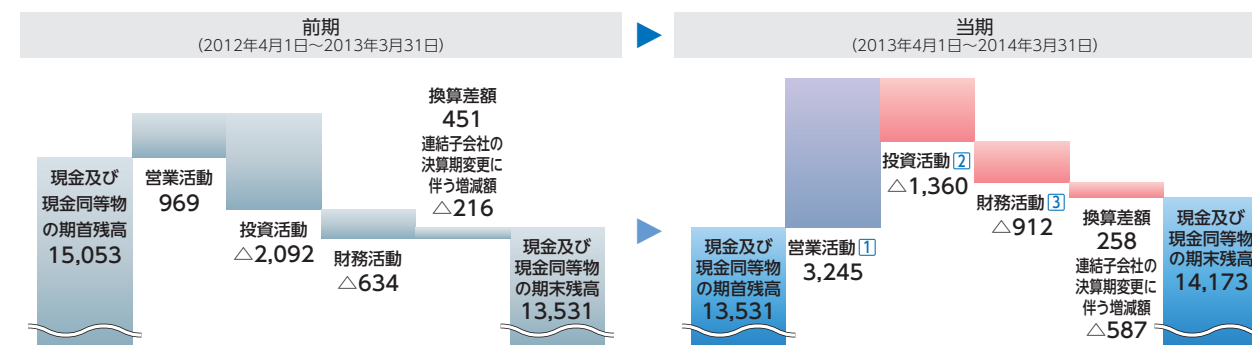 前期
（2012年4月1日〜2013年3月31日）
現金及び
現金同等物
の期首残高
15,053
営業活動
969
投資活動
△2,092
財務活動
△634
換算差額
451
連結子会社の
決算期変更に
伴う増減額
△216
現金及び
現金同等物
の期末残高
13,531
当期
（2013年4月1日〜2014年3月31日）
現金及び
現金同等物
の期首残高
13,531
営業活動1
3,245
投資活動2
△1,360
財務活動3
△912
換算差額
258
連結子会社の
決算期変更に
伴う増減額
△587
現金及び
現金同等物
の期末残高
14,173